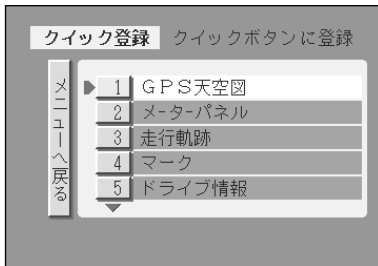 クイック登録 クイックボタンに登録
メニューへ戻る
1 GPS天空図
2 メーターパネル
3 走行軌跡
4 マーク
5 ドライブ情報